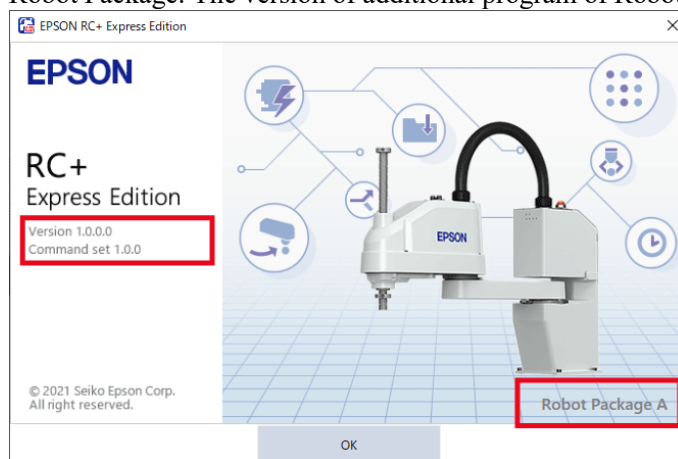 Robot Package: The version of additional program of Robot
EPSON RC+ Express Edition
EPSON
RC+
Express Edition
Version 1.0.0.0
Command set 1.0.0
EPSON
© 2021 Seiko Epson Corp.
All right reserved.
Robot Package A
OK